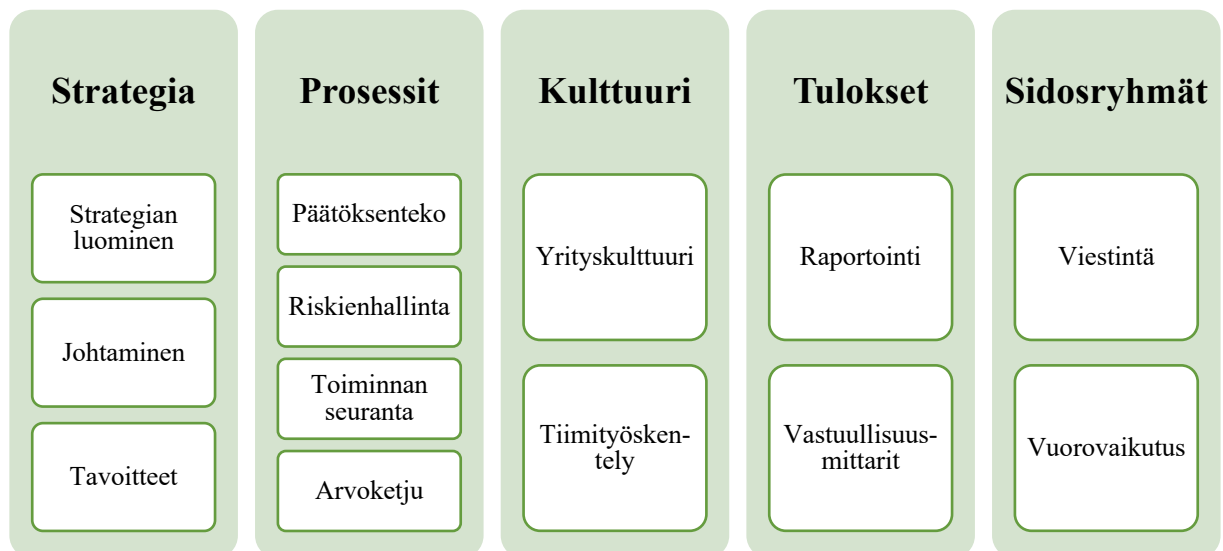 Strategia
Strategian
luominen
Johtaminen
Tavoitteet
Prosessit
Päätöksenteko
Riskienhallinta
Toiminnan
seuranta
Arvoketju
Kulttuuri
Yrityskulttuuri
Tiimityösken-
tely
Tulokset
Raportointi
Vastuullisuus-
mittarit
Sidosryhmät
Viestintä
Vuorovaikutus